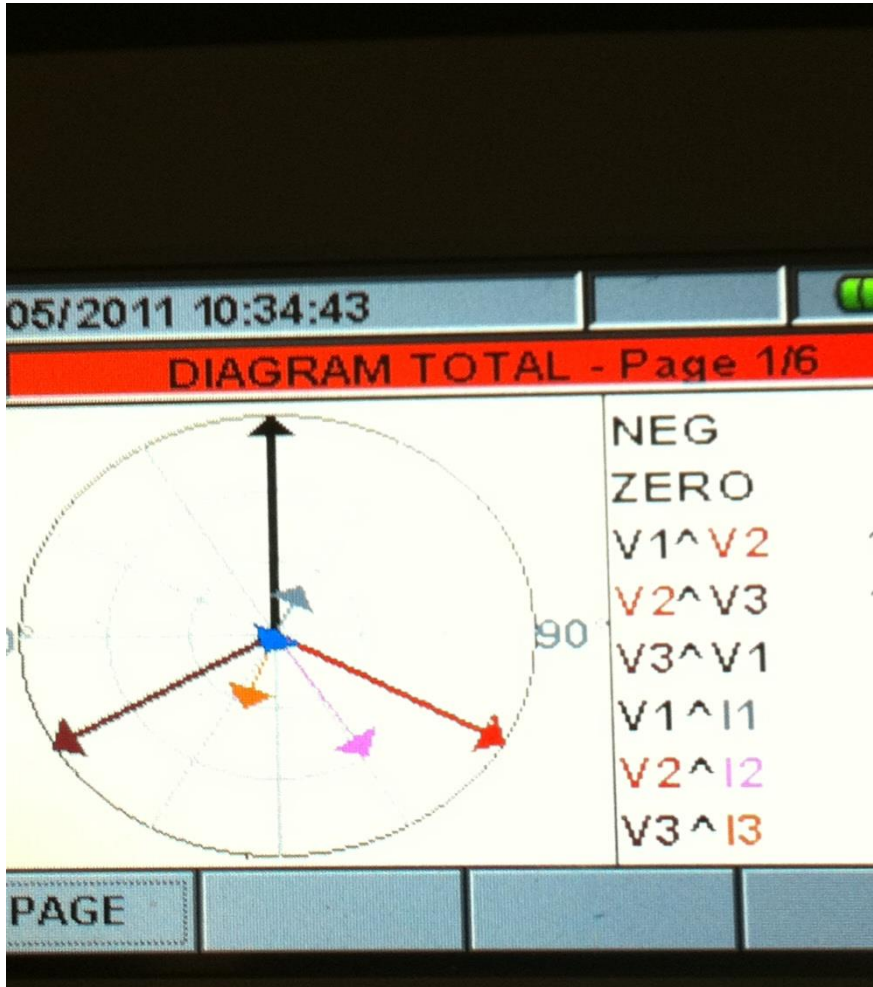 05/2011 10:34:43
DIAGRAM TOTAL - Page 1/6
NEG
ZERO
V1^V2
V2^V3
90°
V3^V1
V1^I1
V2^I2
V3^I3
PAGE